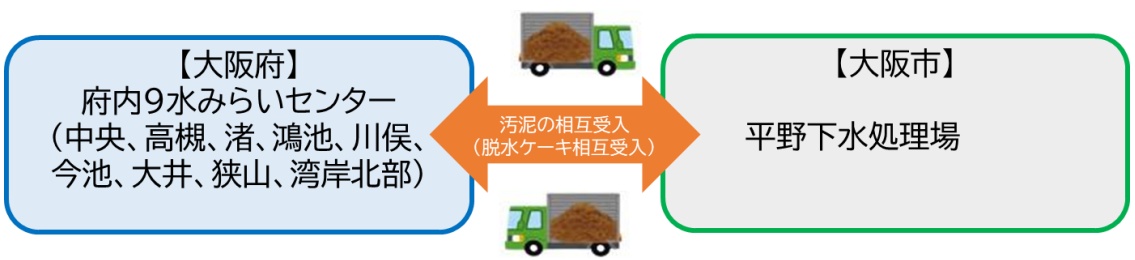 【大阪府】
府内9水みらいセンター
（中央、高槻、渚、鴻池、川俣、
今池、大井、狭山、湾岸北部）
汚泥の相互受入
（脱水ケーキ相互受入）
【大阪市】
平野下水処理場